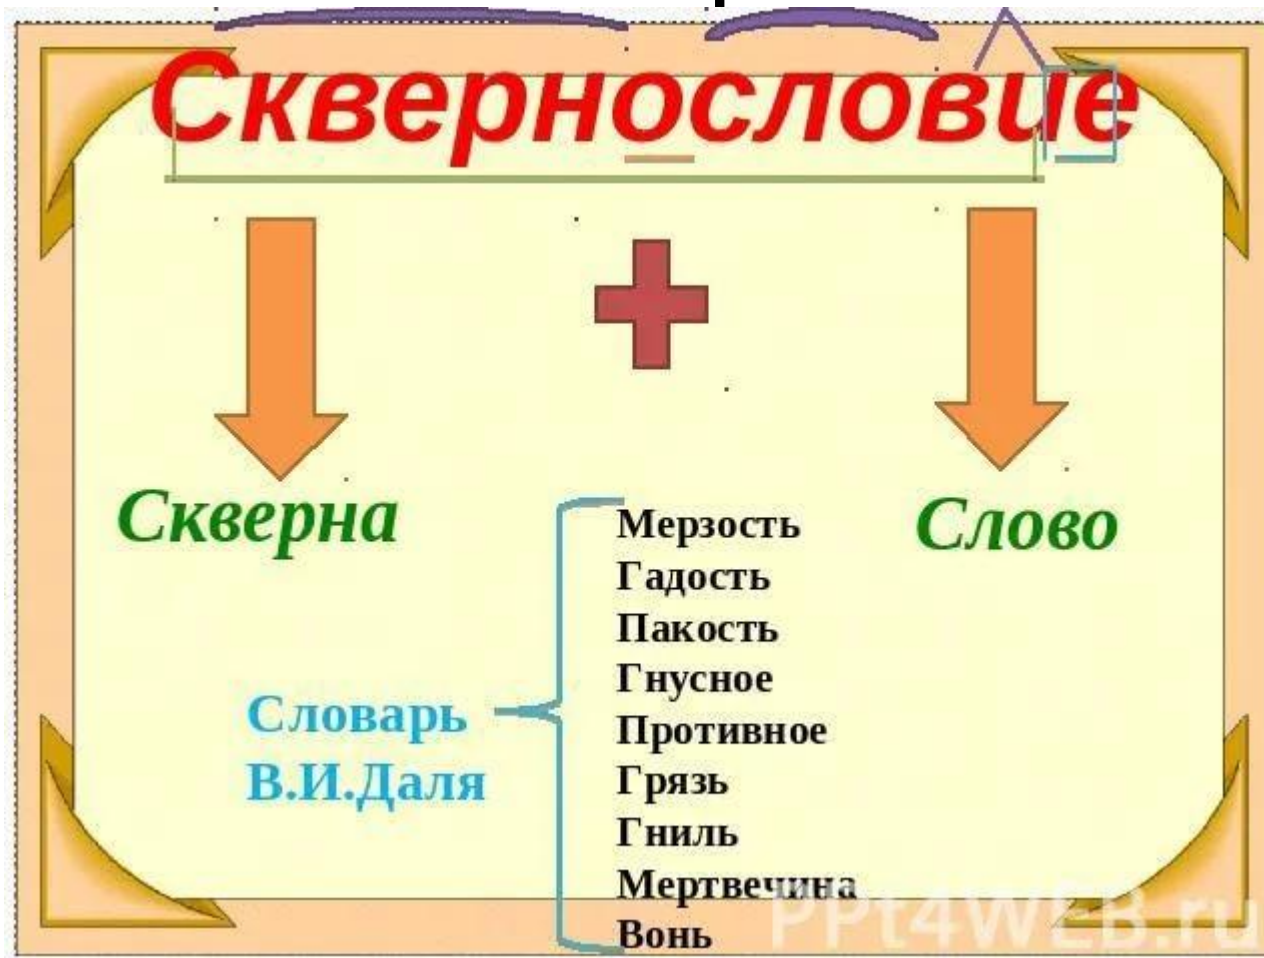 Сквернословие
Скверна
Слово
Словарь
В.И.Даля
Мерзость
Гадость
Пакость
Гнусное
Противное
Грязь
Гниль
Мертвечина
Вонь
PPt4WEB.ru